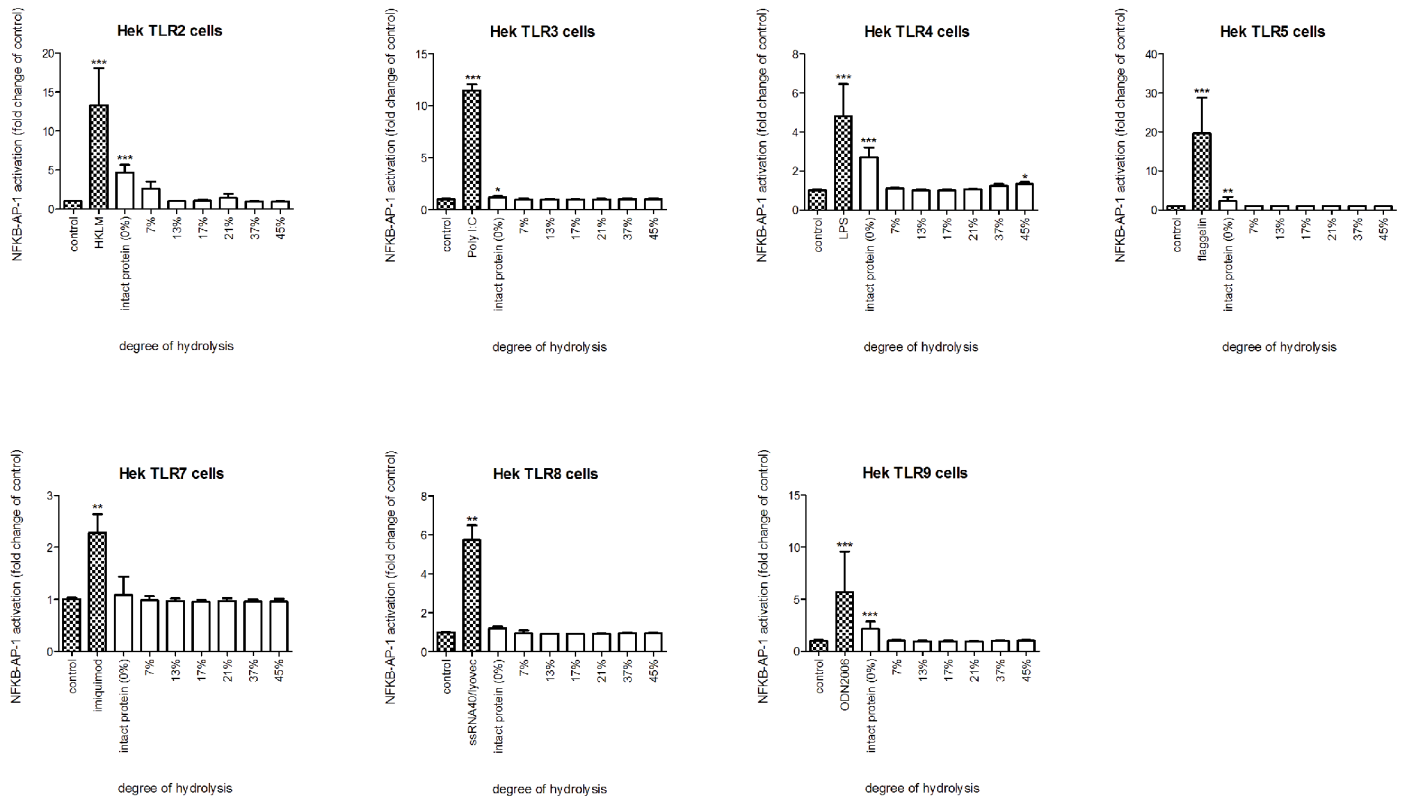 Hek TLR2 cells
NFKB-AP-1 activation (fold change of control)
20
15
10
5
0
***
***
control
HKLM
intact protein (0%)
7%
13%
17%
21%
37%
45%
degree of hydrolysis
Hek TLR3 cells
NFKB-AP-1 activation (fold change of control)
15
10
5
0
***
*
control
Poly I:C
intact protein (0%)
7%
13%
17%
21%
37%
45%
degree of hydrolysis
Hek TLR4 cells
NFKB-AP-1 activation (fold change of control)
8
6
4
2
0
***
***
*
control
LPS
intact protein (0%)
7%
13%
17%
21%
37%
45%
degree of hydrolysis
Hek TLR5 cells
NFKB-AP-1 activation (fold change of control)
40
30
20
10
0
***
**
control
flaggelin
intact protein (0%)
7%
13%
17%
21%
37%
45%
degree of hydrolysis
Hek TLR7 cells
NFKB-AP-1 activation (fold change of control)
3
2
1
0
**
control
imiquimod
intact protein (0%)
7%
13%
17%
21%
37%
45%
degree of hydrolysis
Hek TLR8 cells
NFKB-AP-1 activation (fold change of control)
8
6
4
2
0
**
control
ssRNA40/lyovec
intact protein (0%)
7%
13%
17%
21%
37%
45%
degree of hydrolysis
Hek TLR9 cells
NFKB-AP-1 activation (fold change of control)
15
10
5
0
***
***
control
ODN2006
intact protein (0%)
7%
13%
17%
21%
37%
45%
degree of hydrolysis